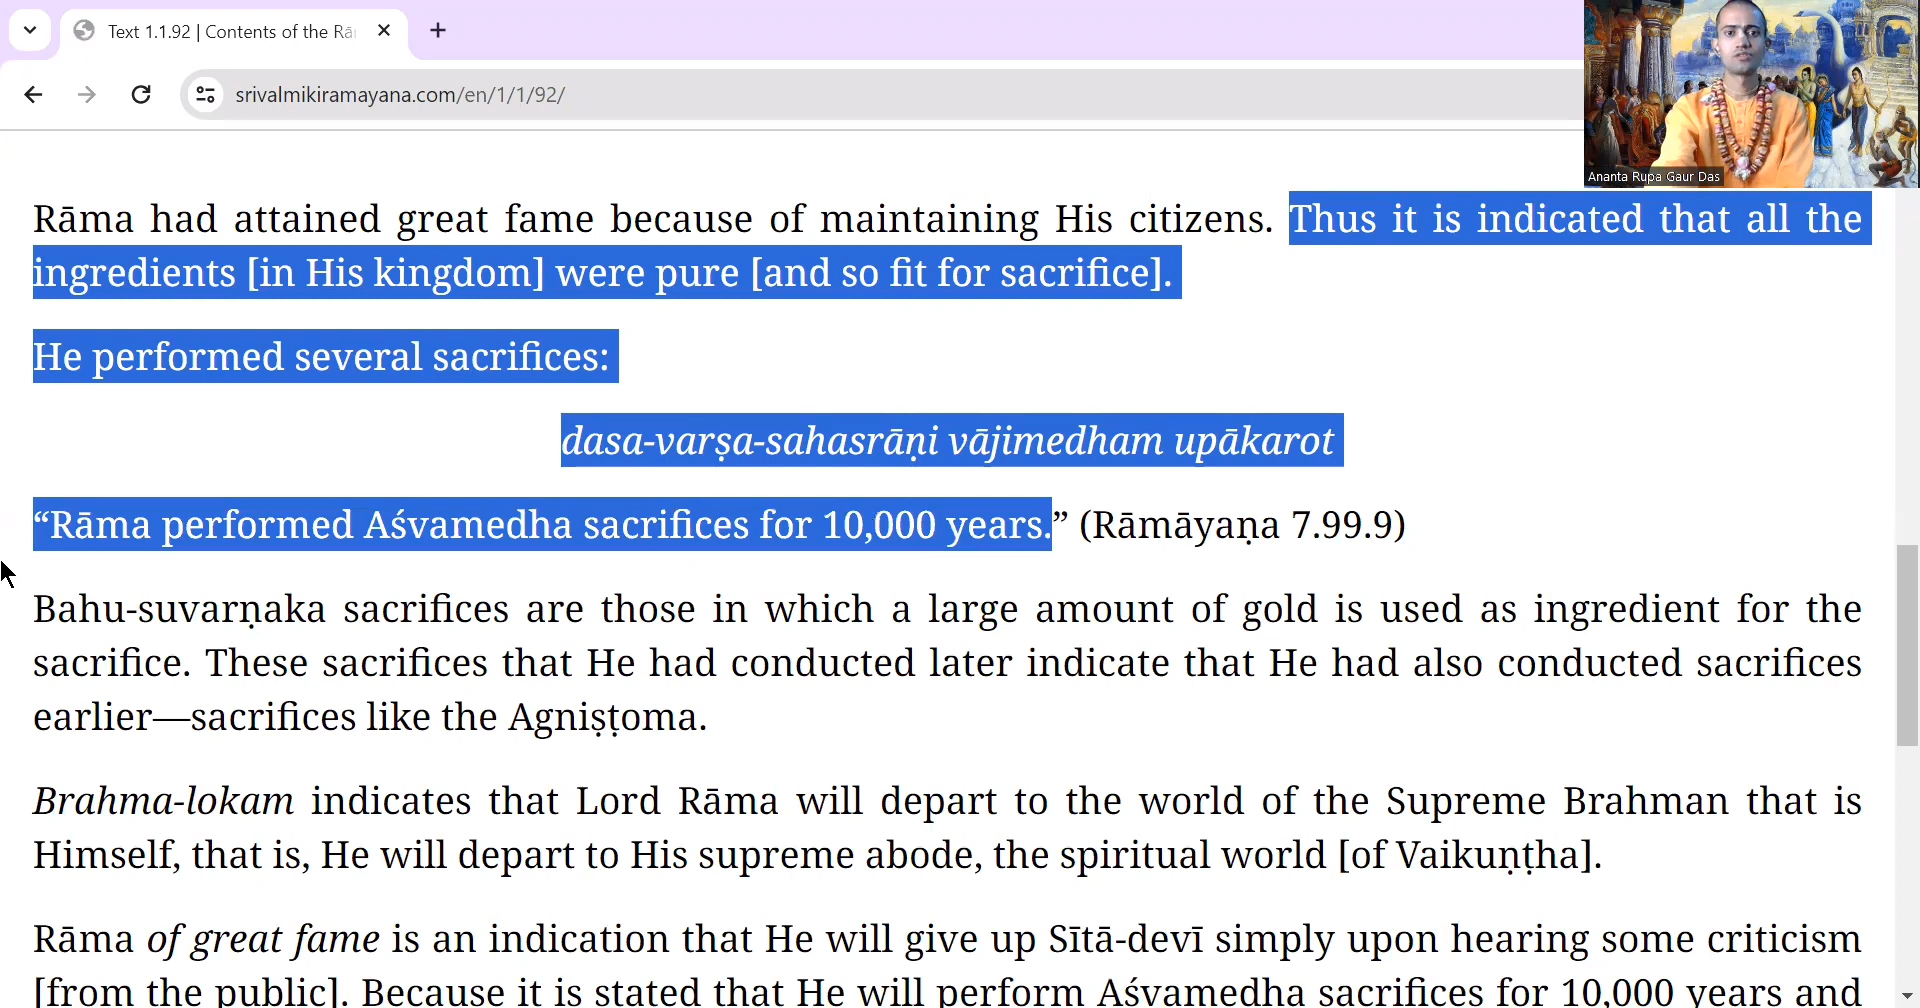 Text 1.1.92 | Contents of the Rā
srivalmikiramayana.com/en/1/1/92/
Ananta Rupa Gaur Das
Rāma had attained great fame because of maintaining His citizens. Thus it is indicated that all the
ingredients [in His kingdom] were pure [and so fit for sacrifice].
He performed several sacrifices:
dasa-varṣa-sahasrāṇi vājimedham upākarot
“Rāma performed Aśvamedha sacrifices for 10,000 years.” (Rāmāyaṇa 7.99.9)
Bahu-suvarṇaka sacrifices are those in which a large amount of gold is used as ingredient for the
sacrifice. These sacrifices that He had conducted later indicate that He had also conducted sacrifices
earlier—sacrifices like the Agniṣṭoma.
Brahma-lokam indicates that Lord Rāma will depart to the world of the Supreme Brahman that is
Himself, that is, He will depart to His supreme abode, the spiritual world [of Vaikuṇṭha].
Rāma of great fame is an indication that He will give up Sītā-devī simply upon hearing some criticism
[from the public]. Because it is stated that He will perform Aśvamedha sacrifices for 10,000 years and